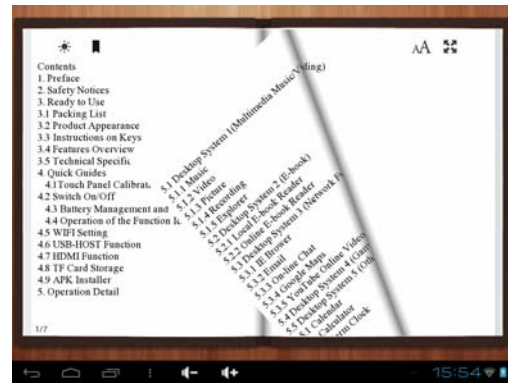 AA
Contents
1. Preface
2. Safety Notices
3. Ready to Use
3.1 Packing List
3.2 Product Appearance
3.3 Instructions on Keys
3.4 Features Overview
3.5 Technical Specific
4. Quick Guides
4.1Touch Panel Calibrat
4.2 Switch On/Off
4.3 Battery Management and
4.4 Operation of the Function Ic
4.5 WIFI Setting
4.6 USB-HOST Function
4.7 HDMI Function
4.8 TF Card Storage
4.9 APK Installer
5. Operation Detail
1/7
5.1 Desktop System 1(Multimedia Music/Viding)
5.1.1 Music
5.1.2 Video
5.1.3 Picture
5.1.4 Recording
5.1.5 Explorer
5.2 Desktop System 2 (E-book)
5.2.1 Local E-book Reader
5.2.2 Online E-book Reader
5.3 Desktop System 3 (Network F
5.3.1 IE Brower
5.3.2 Email
5.3.3 On-line Chat
5.3.4 Google Maps
5.3.5 YouTube Online Video
5.4 Desktop System 4 (Gam
5.5 Desktop System 5 (Oth
5.1 Calendar
Calculator
rm Clock
15:54